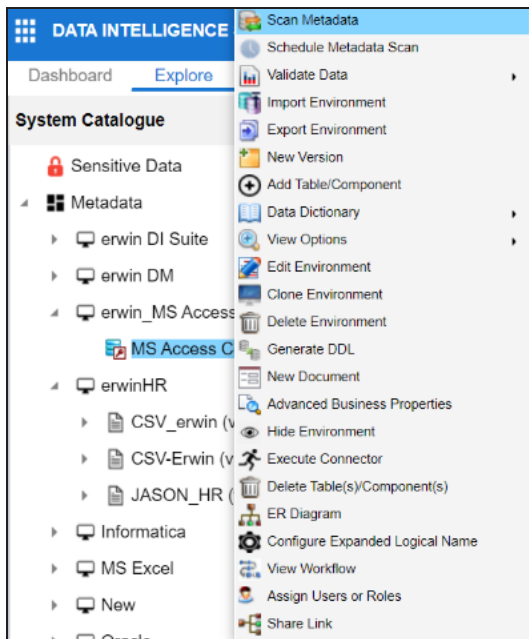 DATA INTELLIGENCE
Dashboard Explore
System Catalogue
Sensitive Data
Metadata
erwin DI Suite
erwin DM
erwin_MS Access
MS Access C
erwinHR
CSV_erwin (v
CSV-Erwin (v
JASON_HR (
Informatica
MS Excel
New
Scan Metadata
Schedule Metadata Scan
Validate Data
Import Environment
Export Environment
New Version
Add Table/Component
Data Dictionary
View Options
Edit Environment
Clone Environment
Delete Environment
Generate DDL
New Document
Advanced Business Properties
Hide Environment
Execute Connector
Delete Table(s)/Component(s)
ER Diagram
Configure Expanded Logical Name
View Workflow
Assign Users or Roles
Share Link